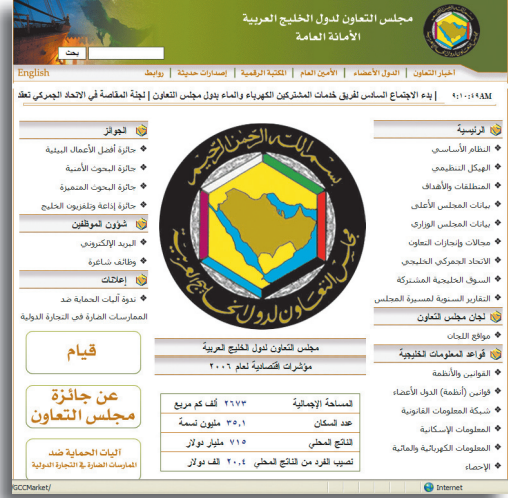 مجلس التعاون لدول الخليج العربية
الأمانة العامة
بحث
أخبار التعاون | الدول الأعضاء | الأمين العام | المكتبة الرقمية | إصدارات حديثة | روابط
English
٩:١٠:٤٩AM
| بدء الاجتماع السادس لفريق خدمات المشتركين الكهرباء والماء بدول مجلس التعاون | لجنة المقاصة في الاتحاد الجمركي تعقد
الرئيسية
النظام الأساسي
الهيكل التنظيمي
المنطلقات والأهداف
بيانات المجلس الأعلى
بيانات المجلس الوزاري
مجالات وإنجازات التعاون
الاتحاد الجمركي الخليجي
السوق الخليجية المشتركة
التقارير السنوية لمسيرة المجلس
لجان مجلس التعاون
مواقع اللجان
قواعد المعلومات الخليجية
القوانين والأنظمة
قوانين (أنظمة) الدول الأعضاء
شبكة المعلومات القانونية
المعلومات الإسكانية
المعلومات الكهربائية والمائية
الإحصاء
بسم الله الرحمن الرحيم
مجلس التعاون لدول الخليج العربية
مجلس التعاون لدول الخليج العربية
مؤشرات اقتصادية لعام ٢٠٠٦
المساحة الإجمالية ٢٦٧٣ ألف كم مربع
عدد السكان ٣٥,١ مليون نسمة
الناتج المحلي ٧١٥ مليار دولار
نصيب الفرد من الناتج المحلي ٢٠,٤ الف دولار
الجوائز
جائزة أفضل الأعمال البيئية
جائزة البحوث الأمنية
جائزة البحوث المتميزة
جائزة إذاعة وتلفزيون الخليج
شؤون الموظفين
البريد الإلكتروني
وظائف شاغرة
إعلانات
ندوة آليات الحماية ضد
الممارسات الضارة في التجارة الدولية
قيام
عن جائزة
مجلس التعاون
اليات الحماية ضد
الممارسات الضارة في التجارة الدولية
GCCMarket/
Internet